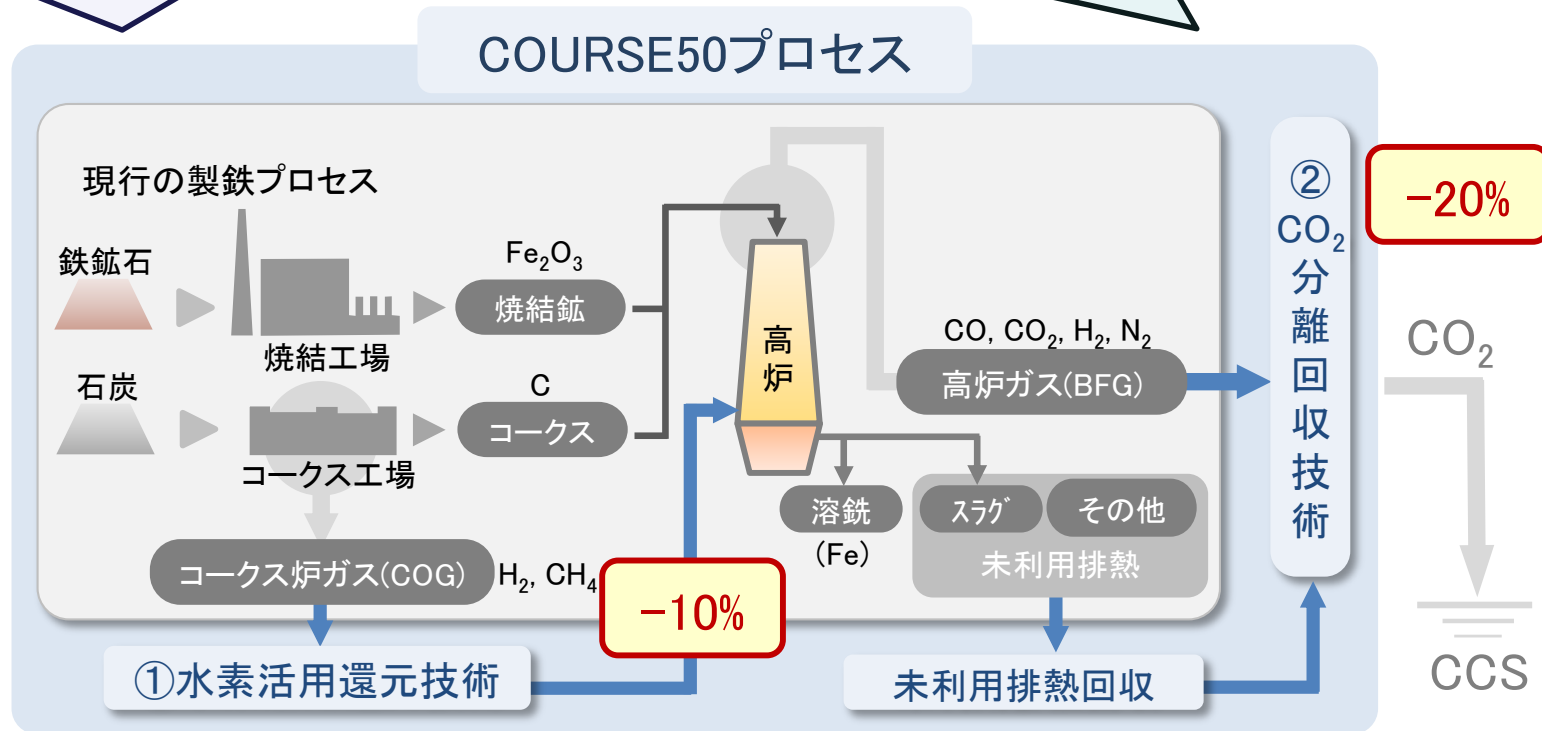 COURSE50プロセス
現行の製鉄プロセス
鉄鉱石
焼結工場
Fe₂O₃
焼結鉱
石炭
コークス工場
C
コークス
高炉
CO, CO₂, H₂, N₂
高炉ガス(BFG)
溶銑
(Fe)
スラグ
その他
未利用排熱
コークス炉ガス(COG)
H₂, CH₄
-10%
①水素活用還元技術
未利用排熱回収
②
CO₂
分離回収技術
-20%
CO₂
CCS